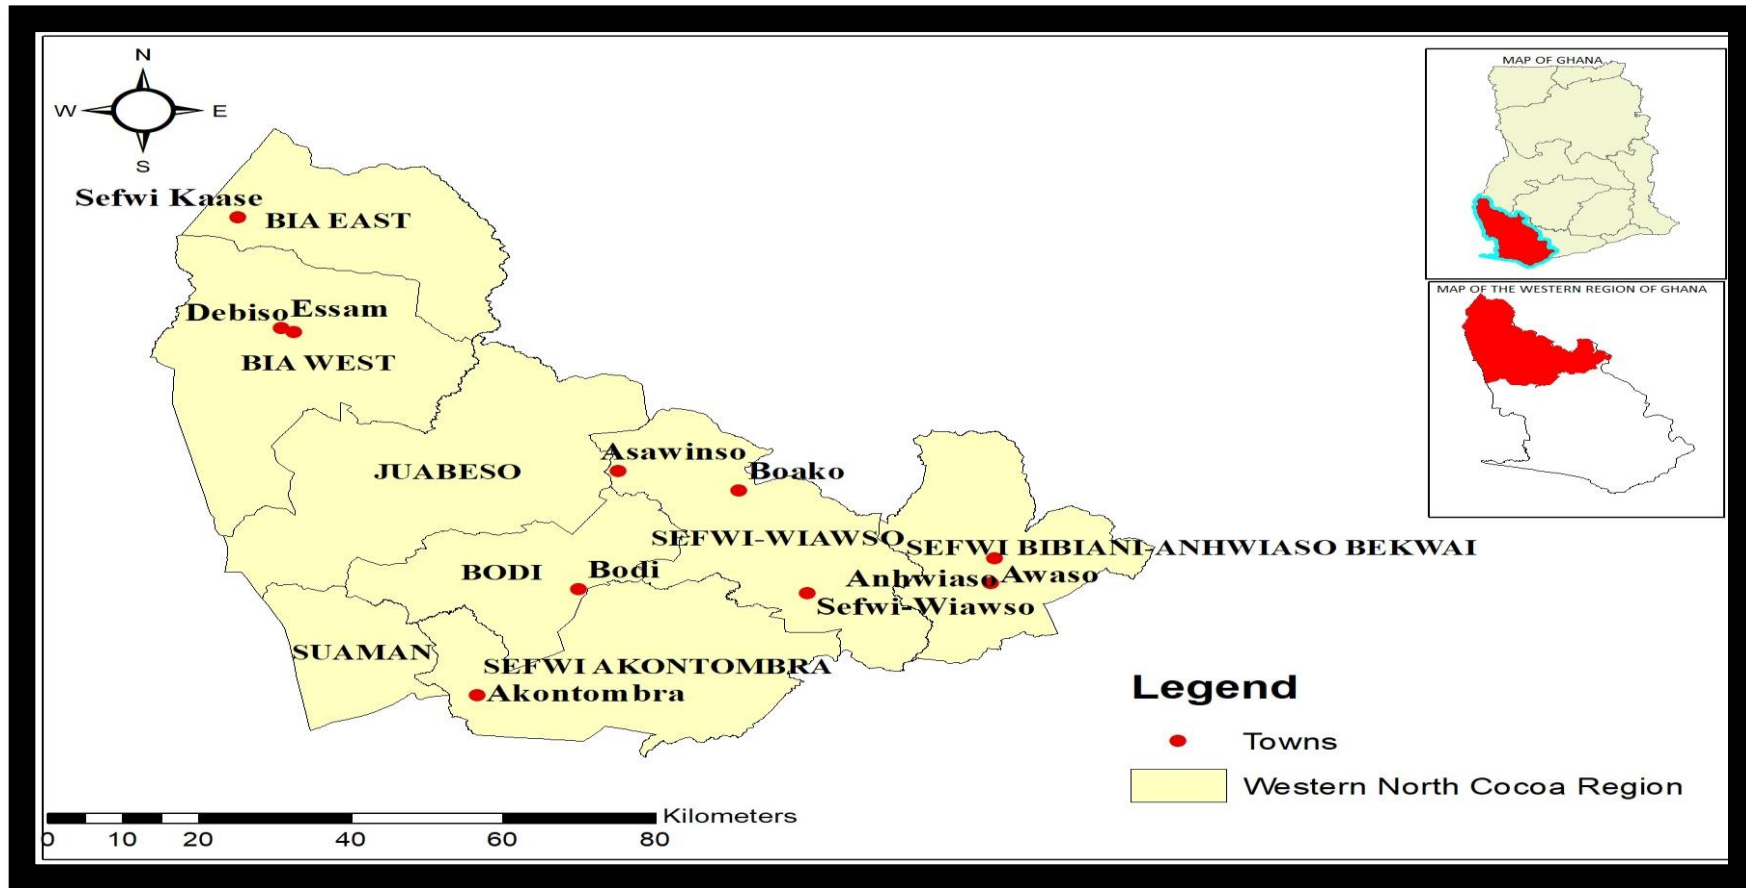 N
W E
S
MAP OF GHANA
MAP OF THE WESTERN REGION OF GHANA
Sefwi Kaase
BIA EAST
Debiso Essam
BIA WEST
Asawinso
JUABESO
Boako
SEFWI-WIAWSO
SEFWI BIBIANI-ANHWIASO BEKWAI
BODI
Bodi
Anhwiaso
Awaso
Sefwi-Wiawso
SUAMAN
SEFWI AKONTOMBRA
Akontombra
Legend
Towns
Western North Cocoa Region
Kilometers
0 10 20 40 60 80